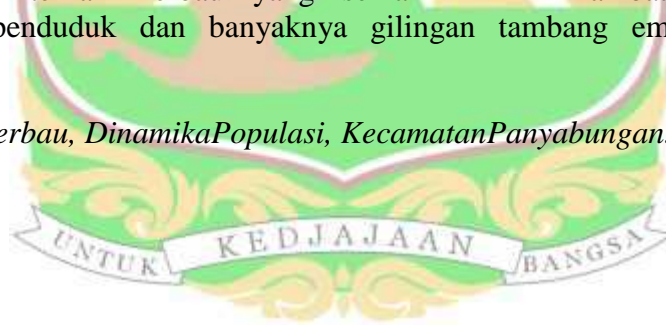 penduduk dan banyaknya gilingan tambang em
erbau, DinamikaPopulasi, KecamatanPanyabungan.
UNTUK KEDJAJAAN BANGSA